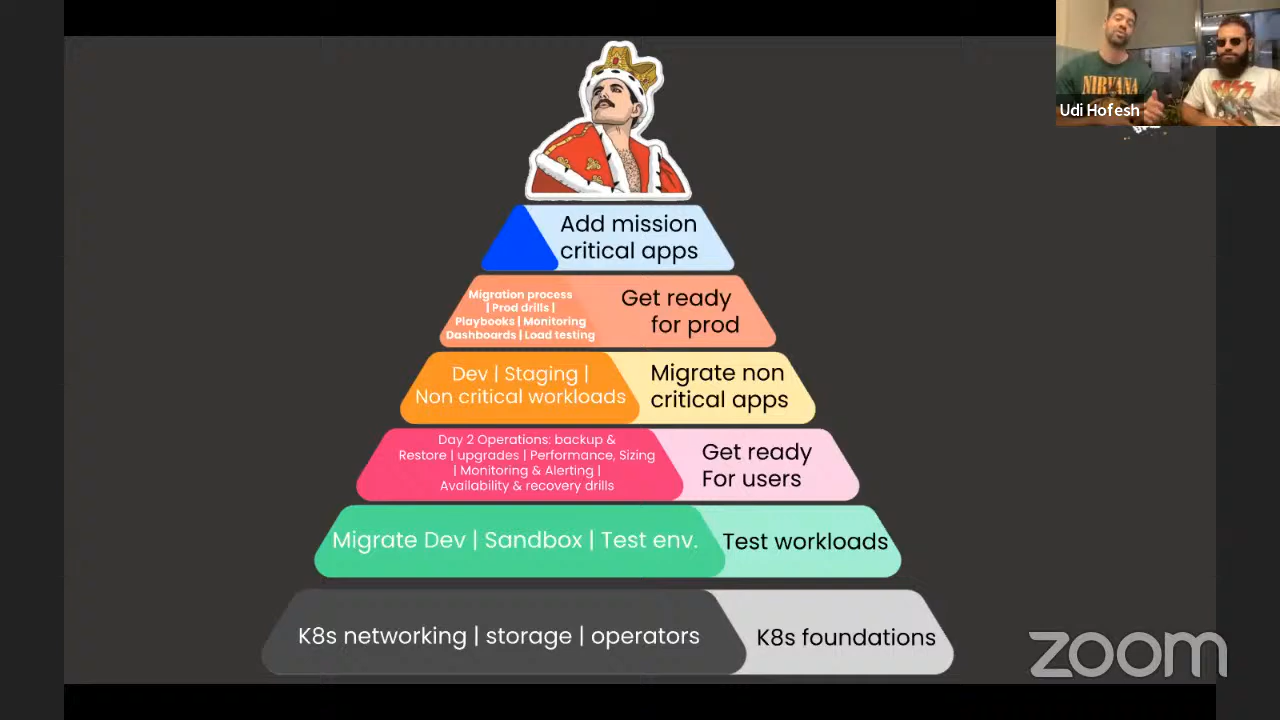 NIRVANA
KISS
Udi Hofesh
Add mission
critical apps
Migration process
| Prod drills |
Playbooks | Monitoring
Dashboards | Load testing
Get ready
for prod
Dev | Staging |
Non critical workloads
Migrate non
critical apps
Day 2 Operations: backup &
Restore | upgrades | Performance, Sizing
| Monitoring & Alerting |
Availability & recovery drills
Get ready
For users
Migrate Dev | Sandbox | Test env.
Test workloads
K8s networking | storage | operators
K8s foundations
zoom